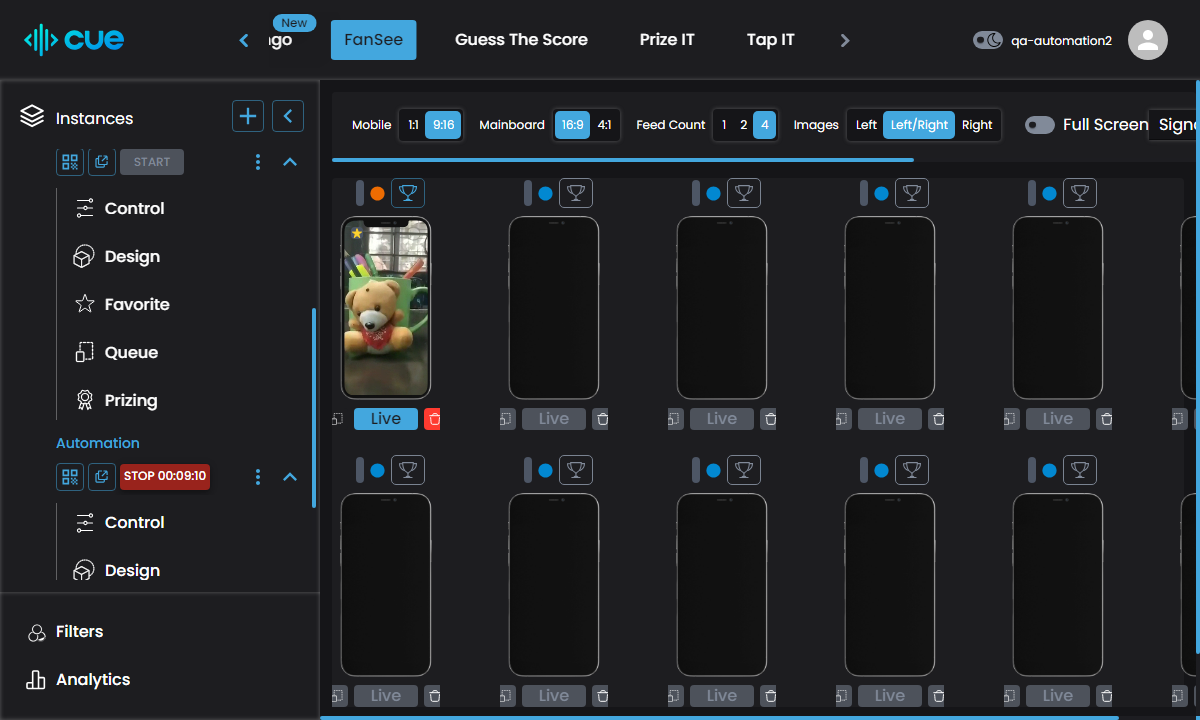 cue
New
FanSee
Guess The Score
Prize IT
Tap IT
qa-automation2
Instances
START
Control
Design
Favorite
Queue
Prizing
Automation
STOP 00:09:10
Control
Design
Filters
Analytics
Mobile 1:1 9:16 Mainboard 16:9 4:1 Feed Count 1 2 4 Images Left Left/Right Right Full Screen
Live Live Live Live Live
Live Live Live Live Live